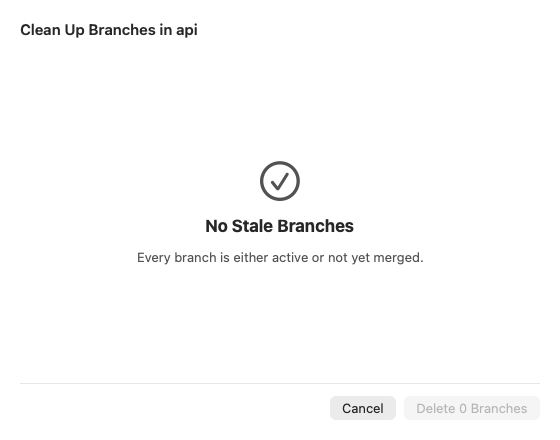 Clean Up Branches in api
No Stale Branches
Every branch is either active or not yet merged.
Cancel
Delete 0 Branches